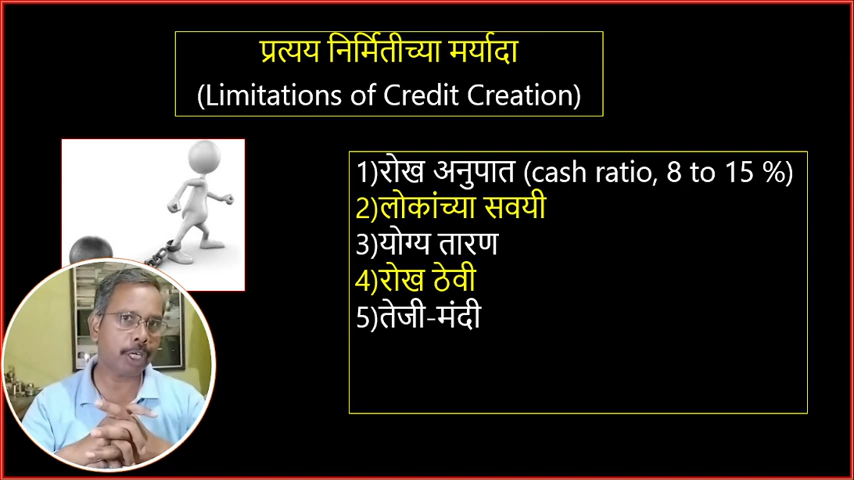 प्रत्यय निर्मितीच्या मर्यादा
(Limitations of Credit Creation)
1)रोख अनुपात (cash ratio, 8 to 15 %)
2)लोकांच्या सवयी
3)योग्य तारण
4)रोख ठेवी
5)तेजी-मंदी